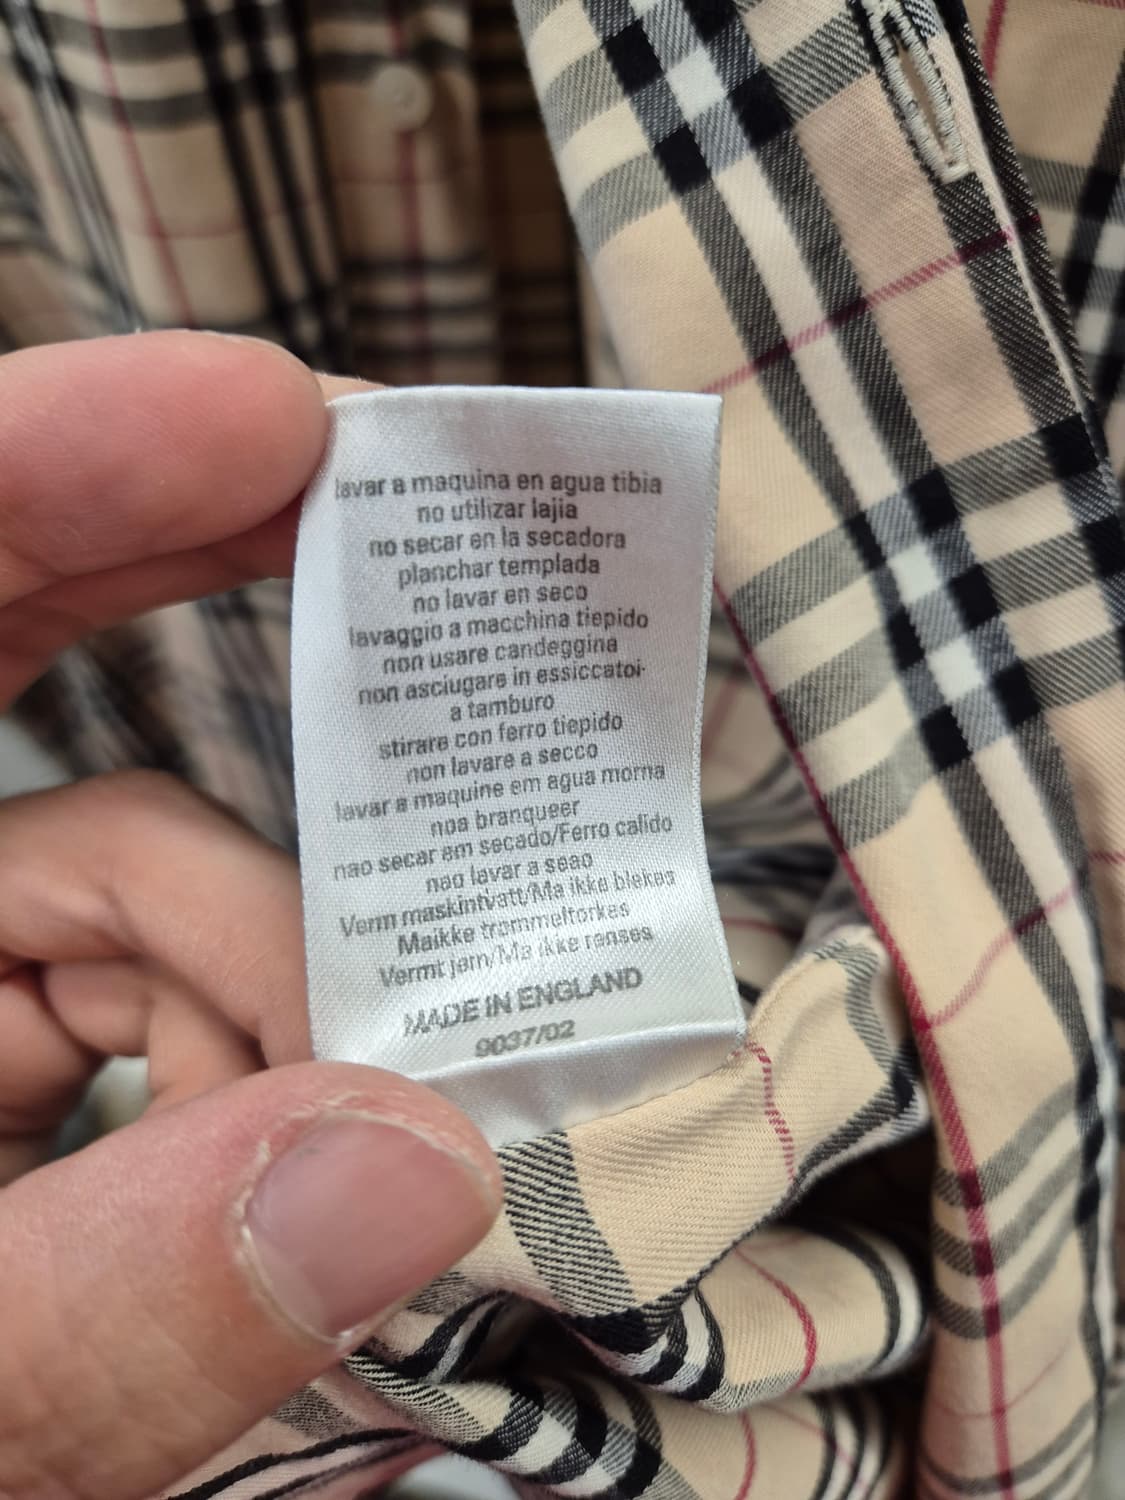 lavar a maquina en agua tibia
no utilizar lajia
no secar en la secadora
planchar templada
no lavar en seco
lavaggio a macchina tiepido
non usare candeggina
non asciugare in essiccatoi-
a tamburo
stirare con ferro tiepido
non lavare a secco
lavar a maquine em agua morna
noa branqueer
nao secar em secado/Ferro calido
nao lavar a seao
Verm maskintvatt/Ma ikke blekes
Maikke trommeltorkes
Vermt jern/Ma ikke renses
MADE IN ENGLAND
9037/02